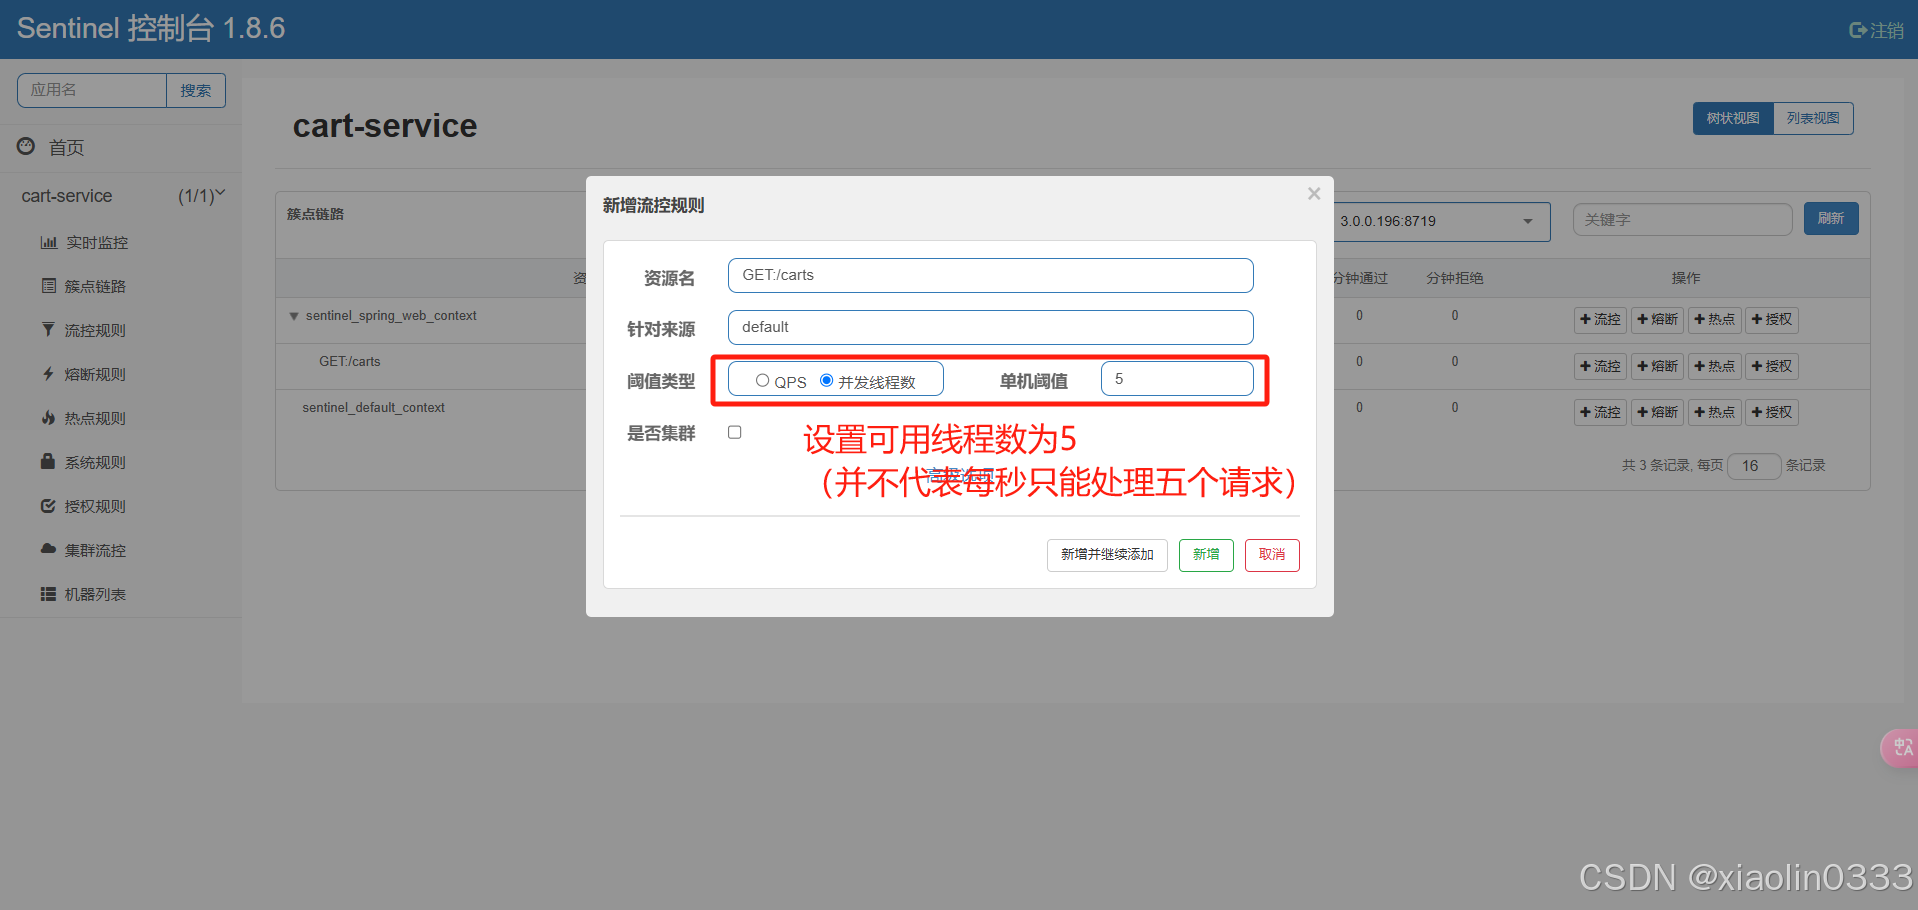 Sentinel 控制台 1.8.6
注销
应用名
搜索
首页
cart-service (1/1)
实时监控
簇点链路
流控规则
熔断规则
热点规则
系统规则
授权规则
集群流控
机器列表
cart-service
树状视图 列表视图
簇点链路
3.0.0.196:8719
关键字
刷新
资
分钟通过 分钟拒绝 操作
sentinel_spring_web_context
0 0 流控 熔断 热点 授权
GET:/carts
0 0 流控 熔断 热点 授权
sentinel_default_context
0 0 流控 熔断 热点 授权
共 3 条记录, 每页 16 条记录
新增流控规则
×
资源名 GET:/carts
针对来源 default
阈值类型 QPS 并发线程数 单机阈值 5
是否集群
设置可用线程数为5
高级选项
（并不代表每秒只能处理五个请求）
新增并继续添加 新增 取消
中A
CSDN @xiaolin0333